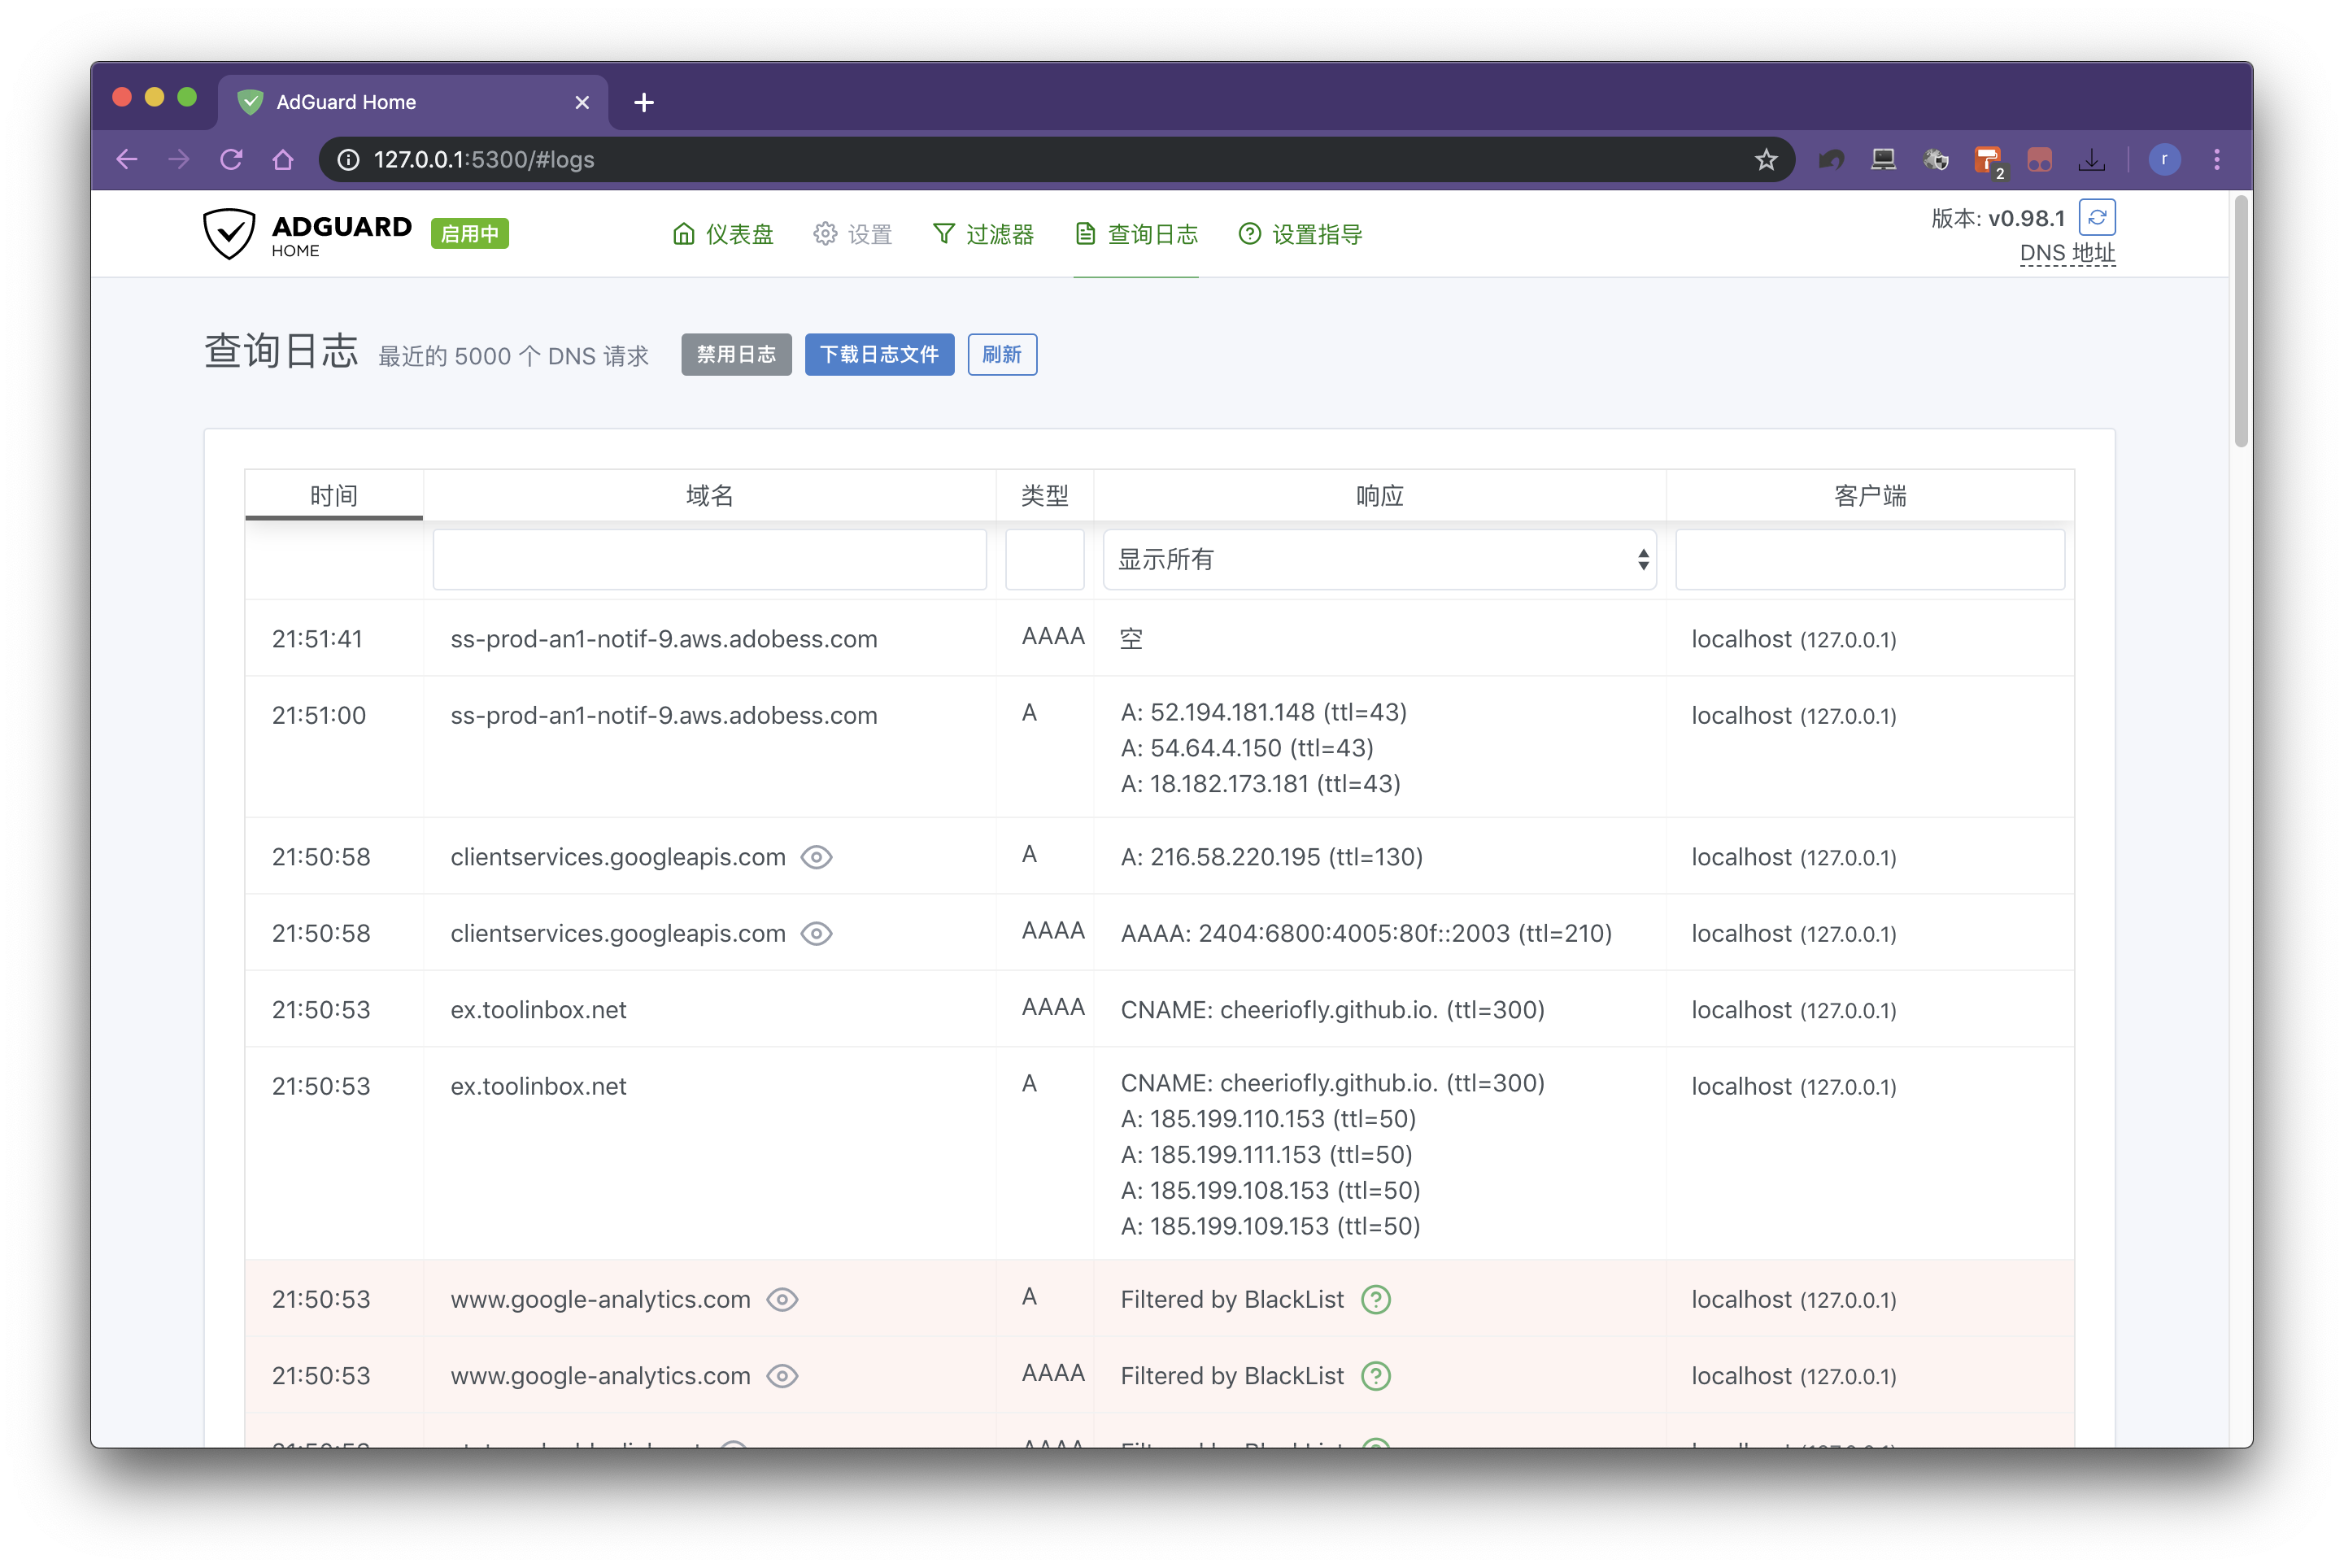 AdGuard Home
127.0.0.1:5300/#logs
2
r
ADGUARD
HOME
启用中
仪表盘
设置
过滤器
查询日志
设置指导
版本: v0.98.1
DNS 地址
查询日志 最近的 5000 个 DNS 请求 禁用日志 下载日志文件 刷新
时间 域名 类型 响应 客户端
显示所有
21:51:41 ss-prod-an1-notif-9.aws.adobess.com AAAA 空 localhost (127.0.0.1)
21:51:00 ss-prod-an1-notif-9.aws.adobess.com A A: 52.194.181.148 (ttl=43) localhost (127.0.0.1)
A: 54.64.4.150 (ttl=43)
A: 18.182.173.181 (ttl=43)
21:50:58 clientservices.googleapis.com A A: 216.58.220.195 (ttl=130) localhost (127.0.0.1)
21:50:58 clientservices.googleapis.com AAAA AAAA: 2404:6800:4005:80f::2003 (ttl=210) localhost (127.0.0.1)
21:50:53 ex.toolinbox.net AAAA CNAME: cheeriofly.github.io. (ttl=300) localhost (127.0.0.1)
21:50:53 ex.toolinbox.net A CNAME: cheeriofly.github.io. (ttl=300) localhost (127.0.0.1)
A: 185.199.110.153 (ttl=50)
A: 185.199.111.153 (ttl=50)
A: 185.199.108.153 (ttl=50)
A: 185.199.109.153 (ttl=50)
21:50:53 www.google-analytics.com A Filtered by BlackList localhost (127.0.0.1)
21:50:53 www.google-analytics.com AAAA Filtered by BlackList localhost (127.0.0.1)